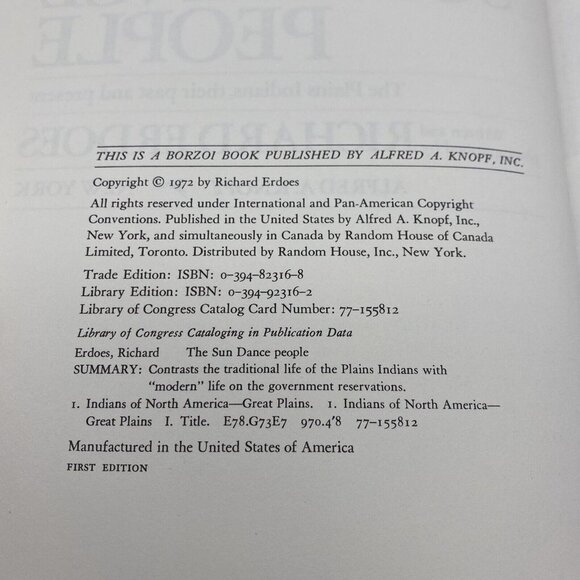 THIS IS A BORZOI BOOK PUBLISHED BY ALFRED A. KNOPF, INC.
Copyright © 1972 by Richard Erdoes
All rights reserved under International and Pan-American Copyright
Conventions. Published in the United States by Alfred A. Knopf, Inc.,
New York, and simultaneously in Canada by Random House of Canada
Limited, Toronto. Distributed by Random House, Inc., New York.
Trade Edition: ISBN: 0-394-82316-8
Library Edition: ISBN: 0-394-92316-2
Library of Congress Catalog Card Number: 77-155812
Library of Congress Cataloging in Publication Data
Erdoes, Richard The Sun Dance people
SUMMARY: Contrasts the traditional life of the Plains Indians with
"modern" life on the government reservations.
1. Indians of North America—Great Plains. 1. Indians of North America—
Great Plains I. Title. E78.G73E7 970.4'8 77-155812
Manufactured in the United States of America
FIRST EDITION